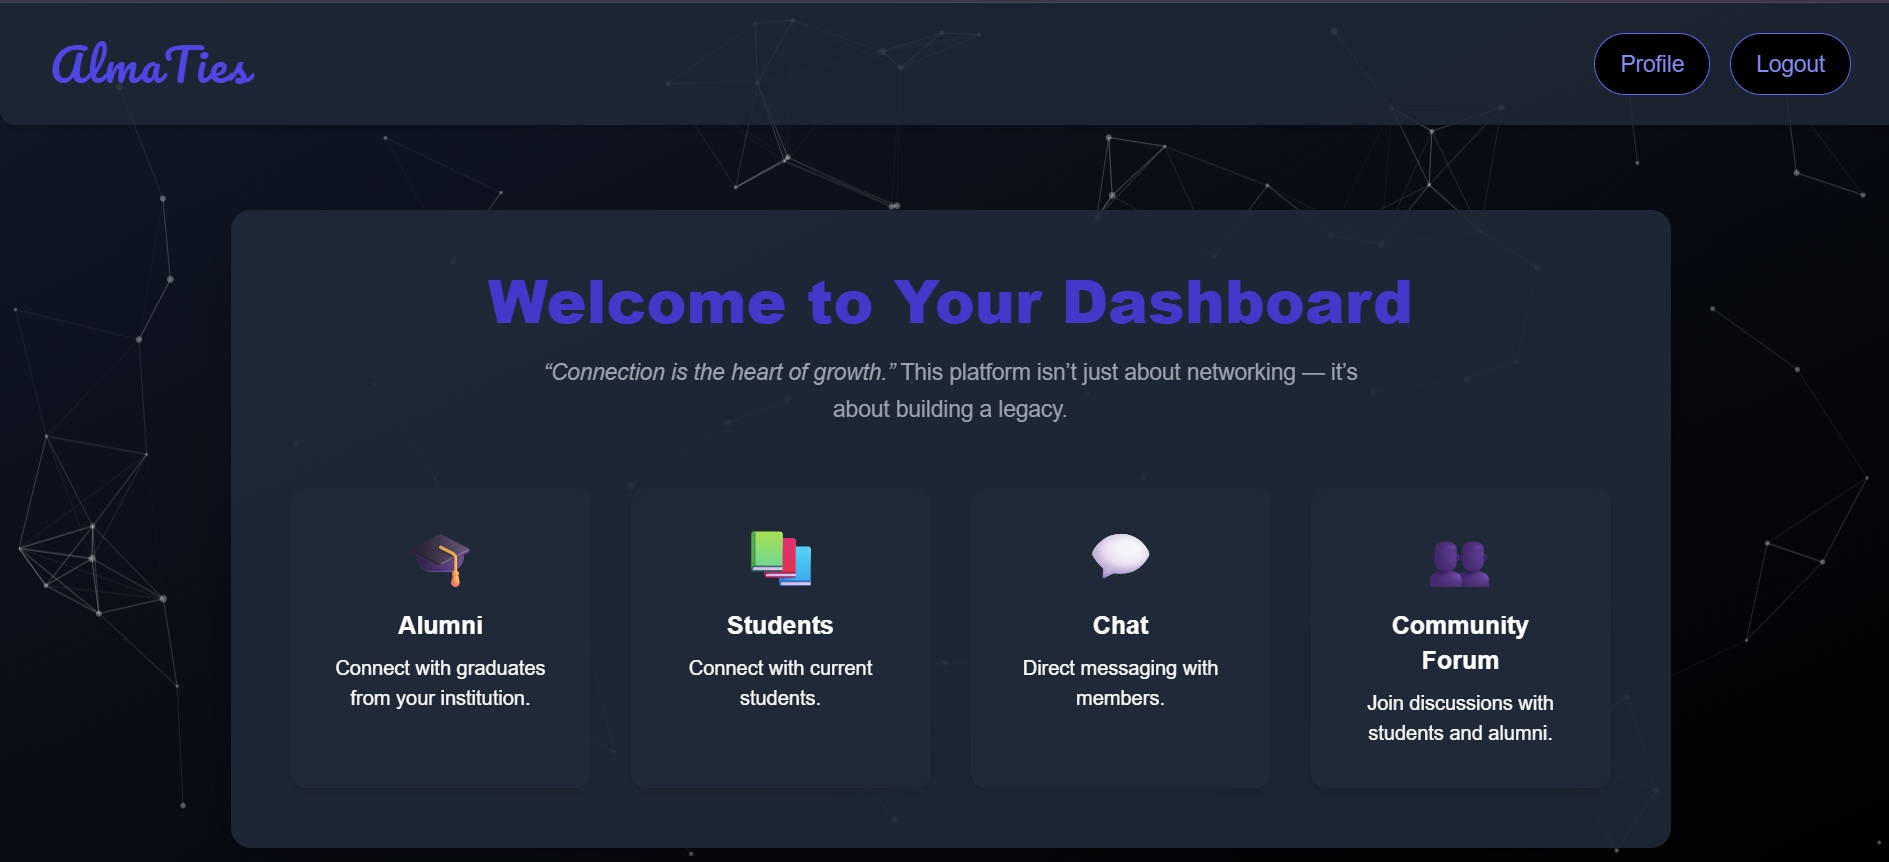 AlmaTies
Profile
Logout
Welcome to Your Dashboard
“Connection is the heart of growth.” This platform isn’t just about networking — it’s
about building a legacy.
Alumni
Connect with graduates
from your institution.
Students
Connect with current
students.
Chat
Direct messaging with
members.
Community
Forum
Join discussions with
students and alumni.